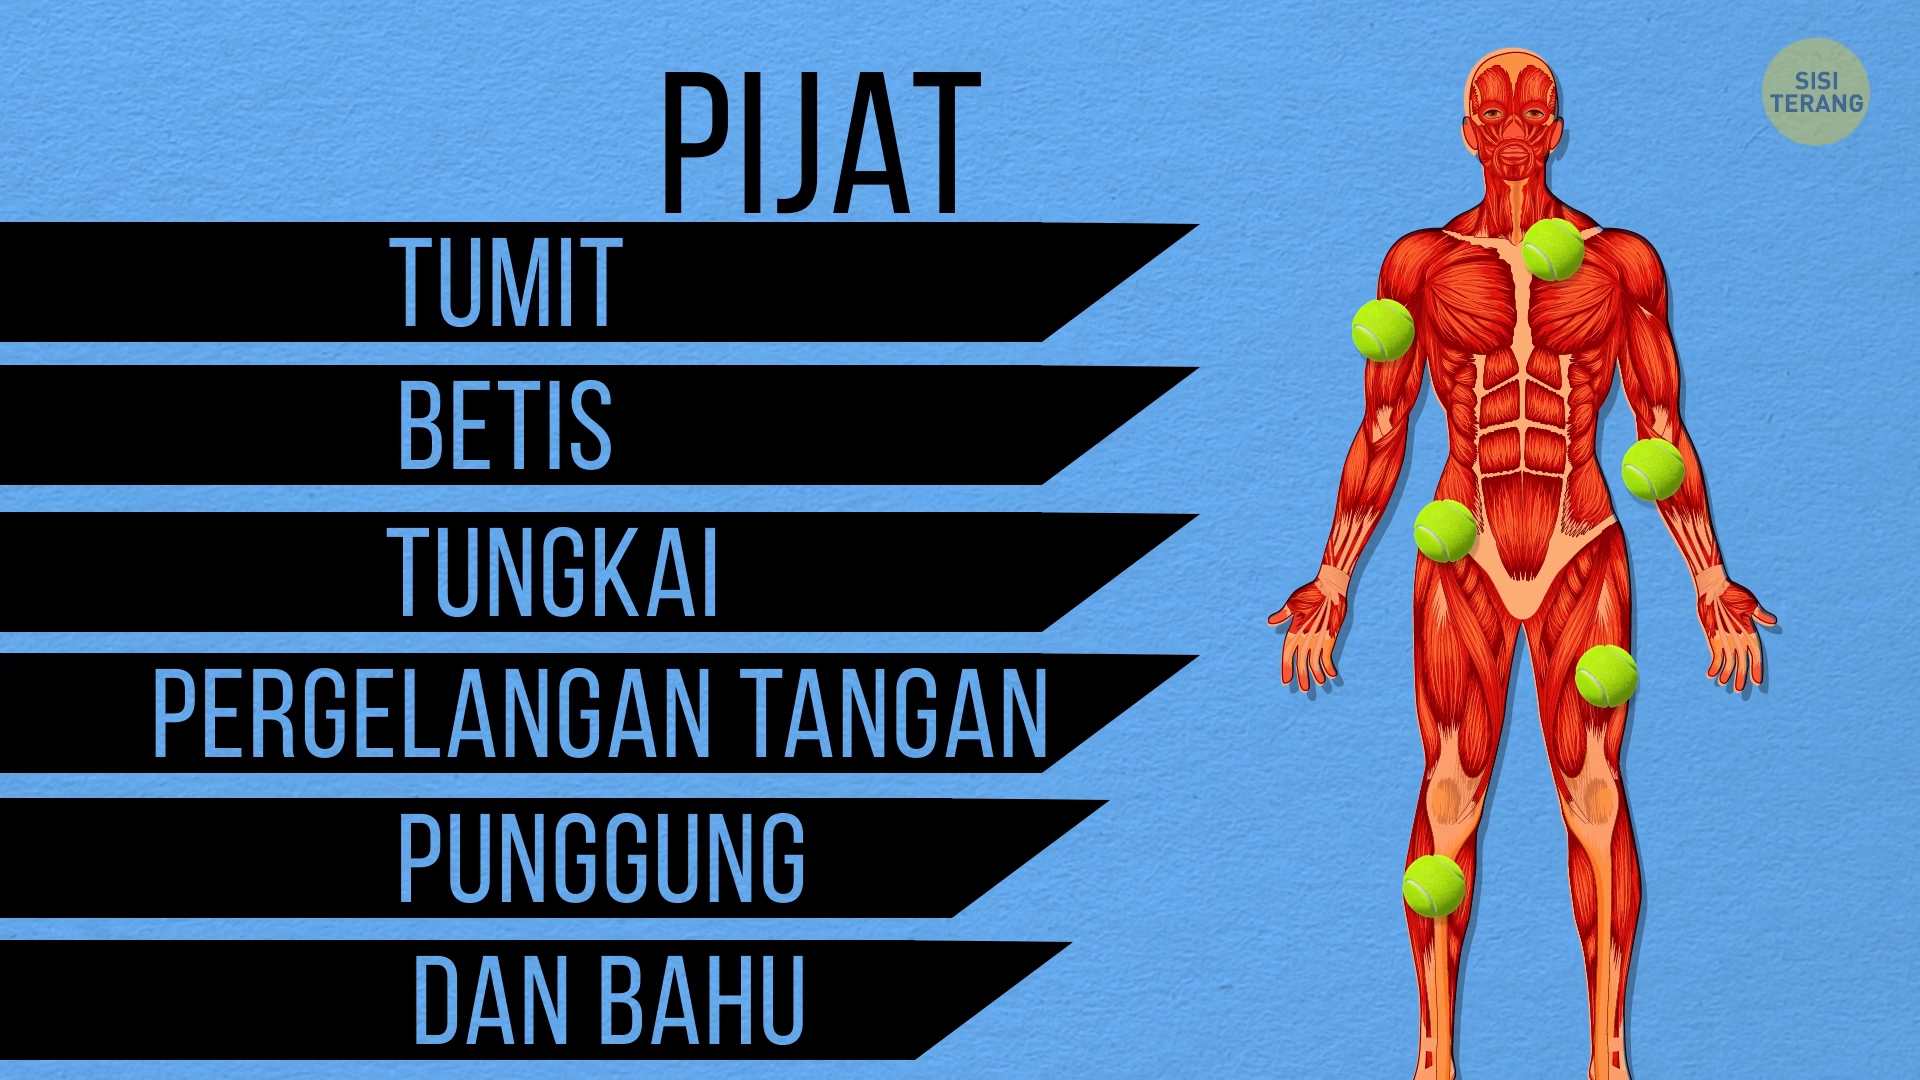 PIJAT
TUMIT
BETIS
TUNGKAI
PERGELANGAN TANGAN
PUNGGUNG
DAN BAHU
SISI
TERANG